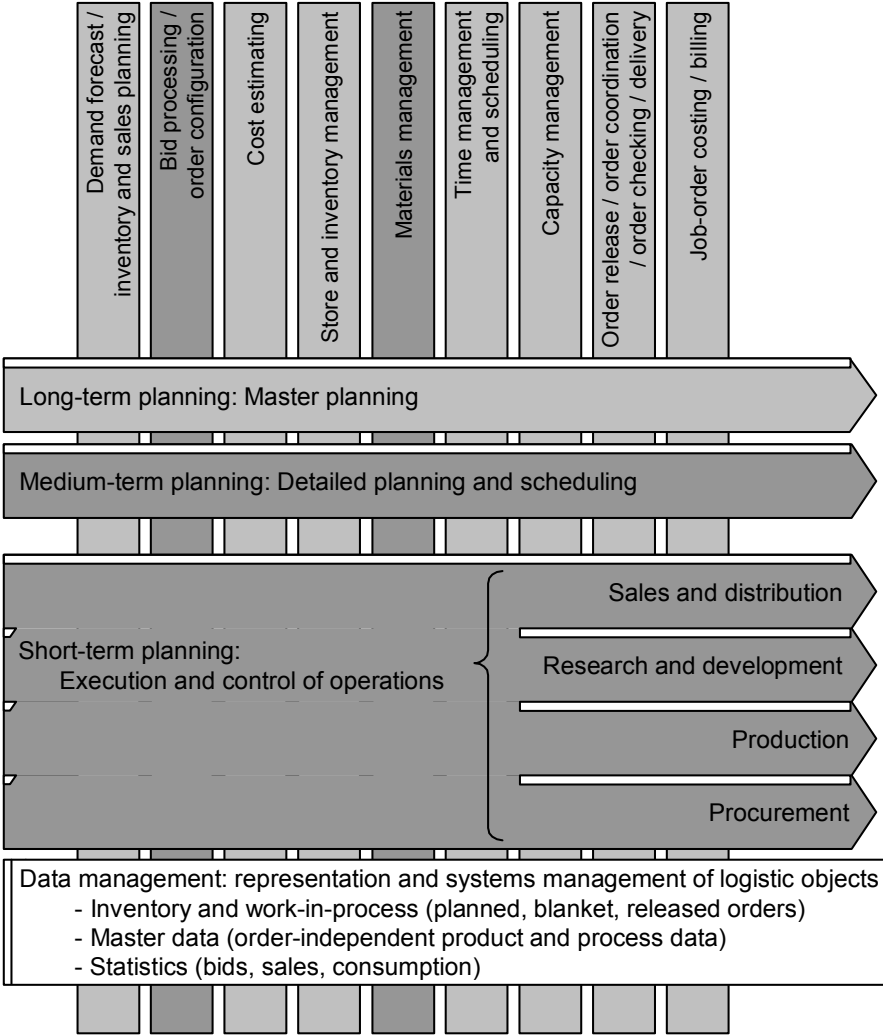 Demand forecast /
inventory and sales planning
Bid processing /
order configuration
Cost estimating
Store and inventory management
Materials management
Time management
and scheduling
Capacity management
Order release / order coordination
/ order checking / delivery
Job-order costing / billing
Long-term planning: Master planning
Medium-term planning: Detailed planning and scheduling
Sales and distribution
Short-term planning:
Execution and control of operations
Research and development
Production
Procurement
Data management: representation and systems management of logistic objects
- Inventory and work-in-process (planned, blanket, released orders)
- Master data (order-independent product and process data)
- Statistics (bids, sales, consumption)